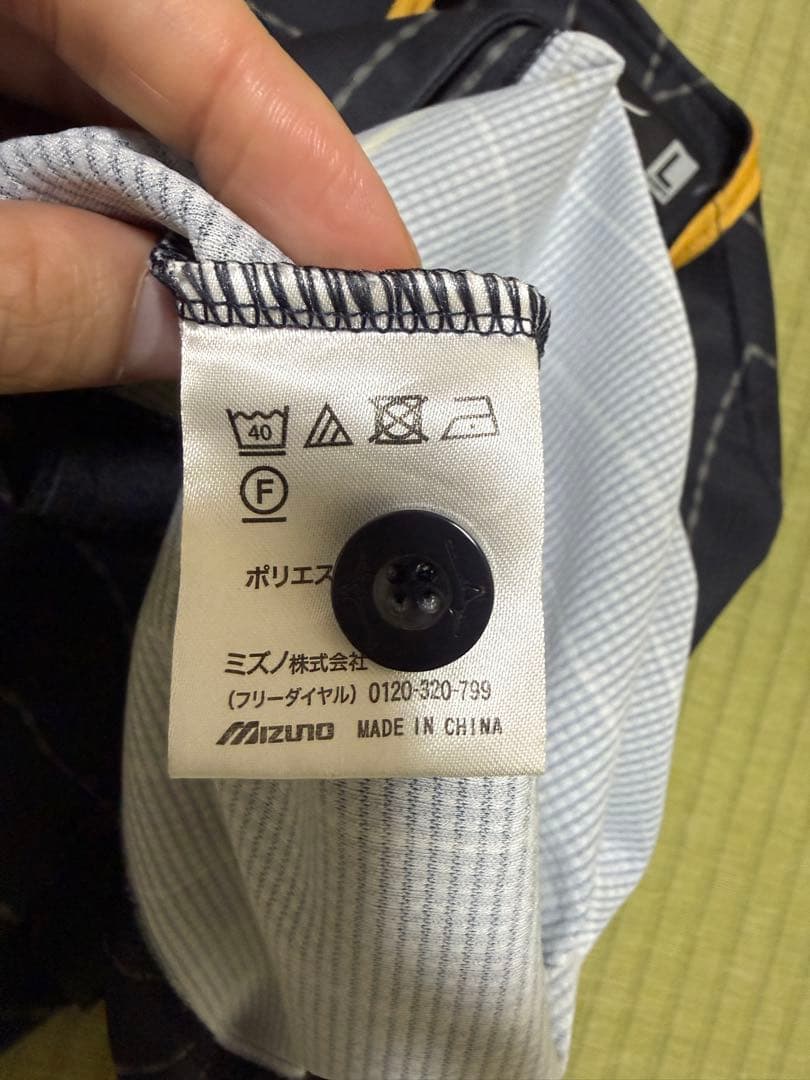 L
40
F
ポリエス
ミズノ株式会社
(フリーダイヤル) 0120-320-799
MIZUNO MADE IN CHINA